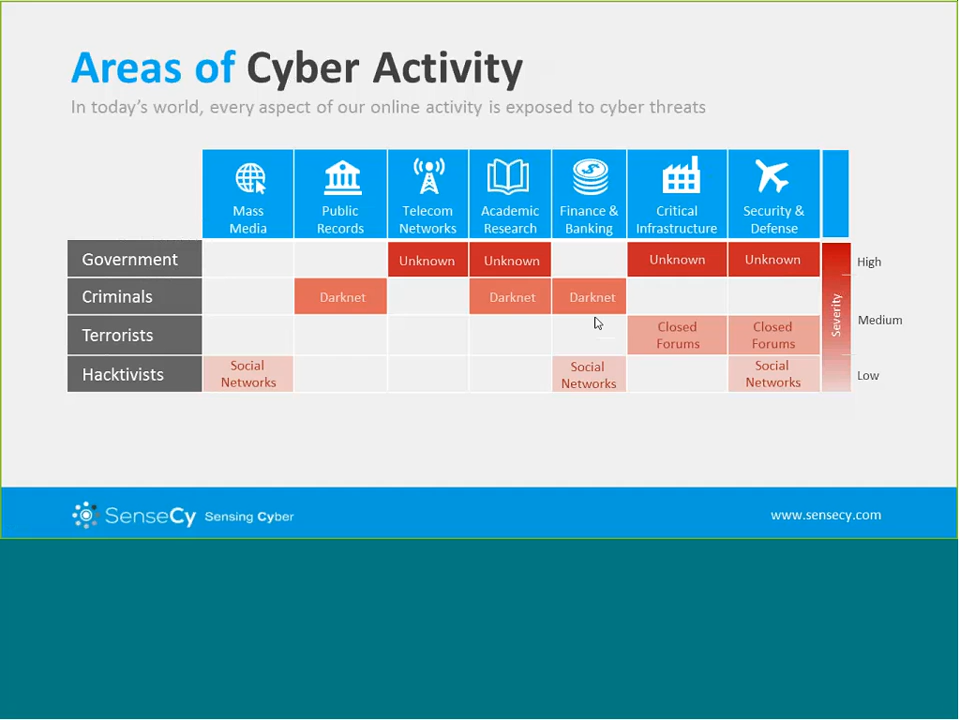 Areas of Cyber Activity
In today's world, every aspect of our online activity is exposed to cyber threats
Mass Media
Public Records
Telecom Networks
Academic Research
Finance & Banking
Critical Infrastructure
Security & Defense
Government
Unknown
Unknown
Unknown
Unknown
High
Criminals
Darknet
Darknet
Darknet
Severity
Medium
Terrorists
Closed Forums
Closed Forums
Hacktivists
Social Networks
Social Networks
Social Networks
Low
SenseCy Sensing Cyber
www.sensecy.com